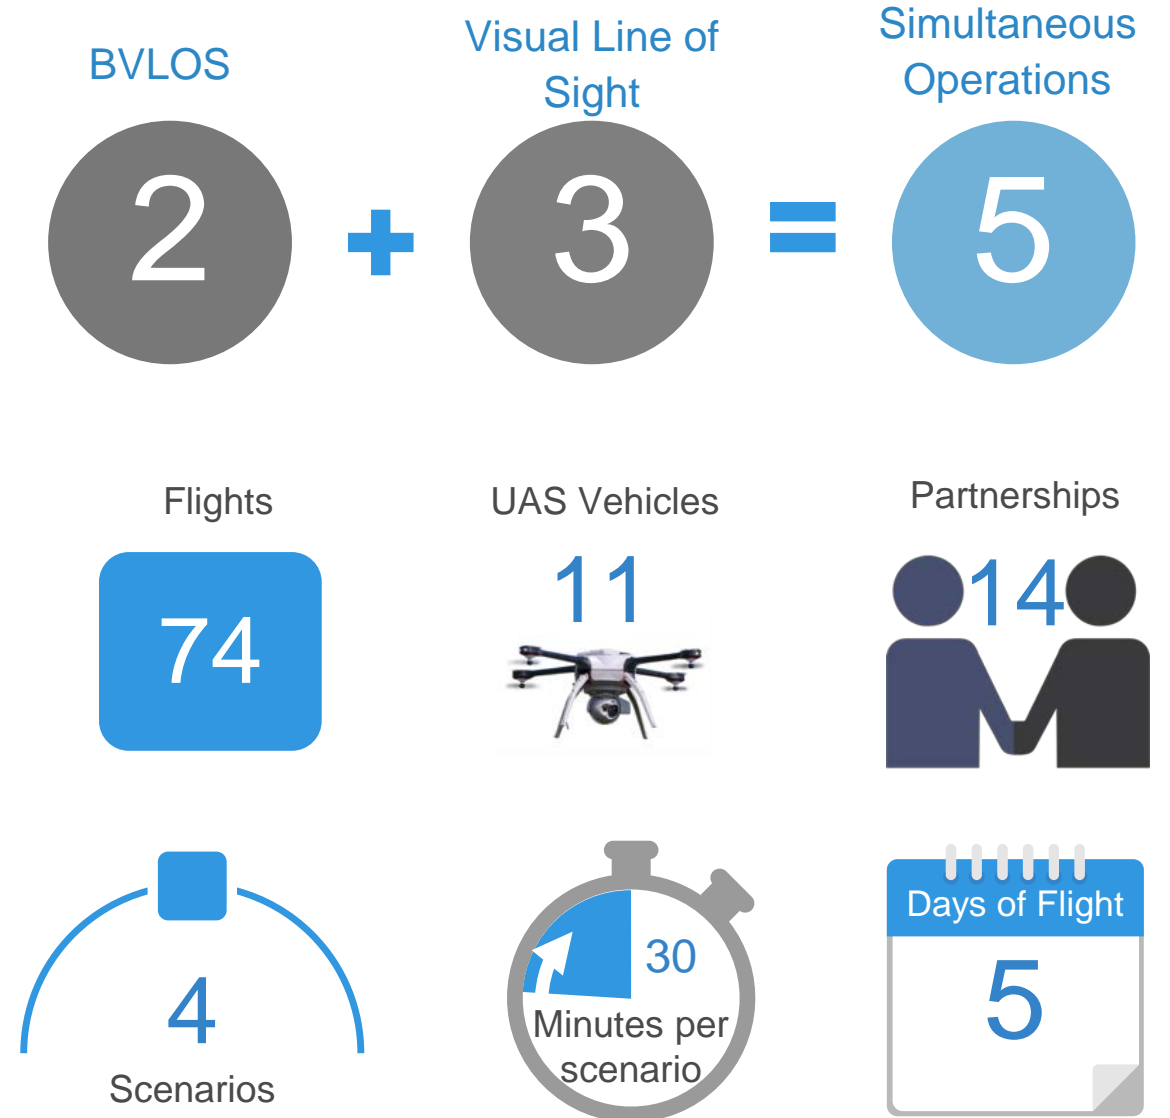 BVLOS
Visual Line of
Sight
Simultaneous
Operations
2
+
3
=
5
Flights
UAS Vehicles
Partnerships
74
11
14
4
Scenarios
30
Minutes per
scenario
Days of Flight
5